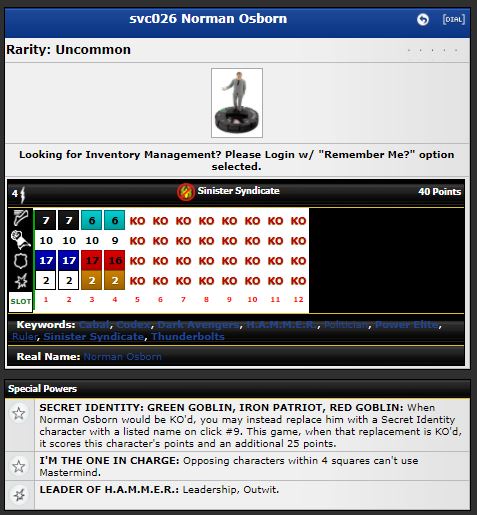 svc026 Norman Osborn
[DIAL]
Rarity: Uncommon
. . . . .
Looking for Inventory Management? Please Login w/ "Remember Me?" option
selected.
4 Sinister Syndicate 40 Points
7 7 6 6 KO KO KO KO KO KO KO KO
10 10 10 9 KO KO KO KO KO KO KO KO
17 17 17 16 KO KO KO KO KO KO KO KO
2 2 2 2 KO KO KO KO KO KO KO KO
SLOT 1 2 3 4 5 6 7 8 9 10 11 12
Keywords: Cabal, Codex, Dark Avengers, H.A.M.M.E.R., Politician, Power Elite,
Ruler, Sinister Syndicate, Thunderbolts
Real Name: Norman Osborn
Special Powers
SECRET IDENTITY: GREEN GOBLIN, IRON PATRIOT, RED GOBLIN: When
Norman Osborn would be KO'd, you may instead replace him with a Secret Identity
character with a listed name on click #9. This game, when that replacement is KO'd,
it scores this character's points and an additional 25 points.
I'M THE ONE IN CHARGE: Opposing characters within 4 squares can't use
Mastermind.
LEADER OF H.A.M.M.E.R.: Leadership, Outwit.